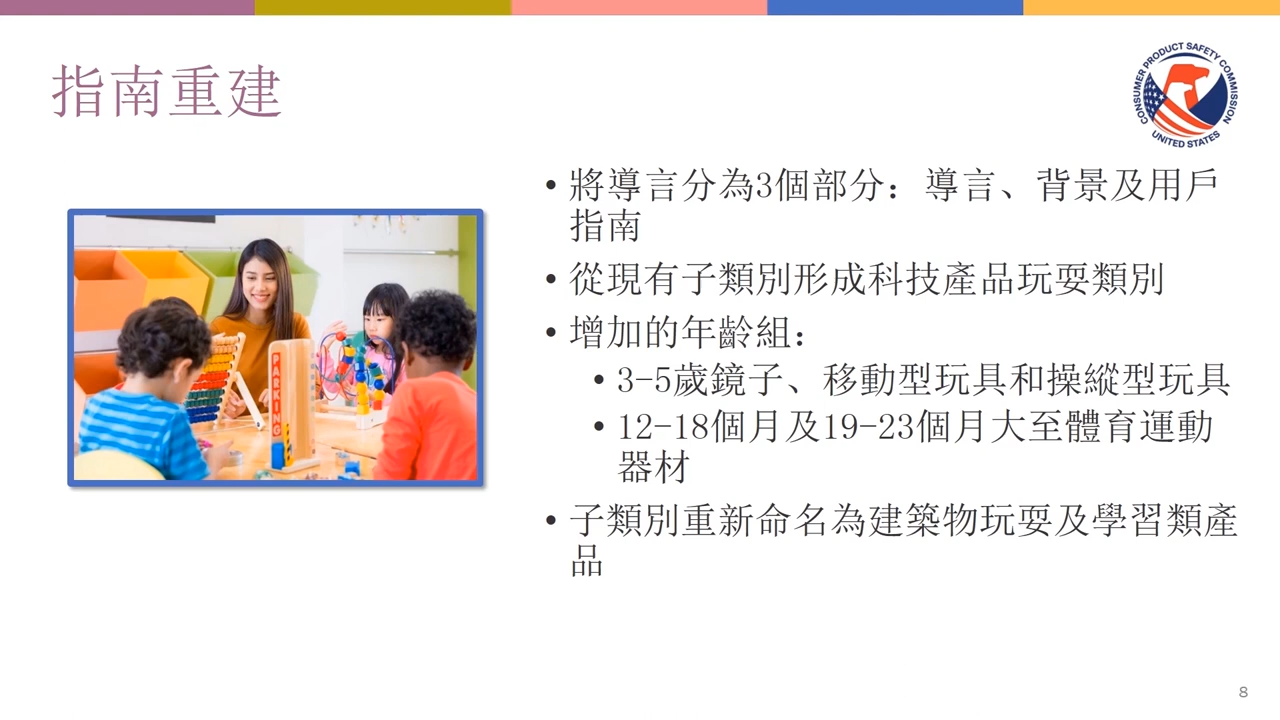 指南重建
CONSUMER PRODUCT SAFETY COMMISSION
UNITED STATES
• 將導言分為3個部分：導言、背景及用戶
指南
• 從現有子類別形成科技產品玩耍類別
• 增加的年齡組：
• 3-5歲鏡子、移動型玩具和操縱型玩具
• 12-18個月及19-23個月大至體育運動
器材
• 子類別重新命名為建築物玩耍及學習類產
品
PARKING
8